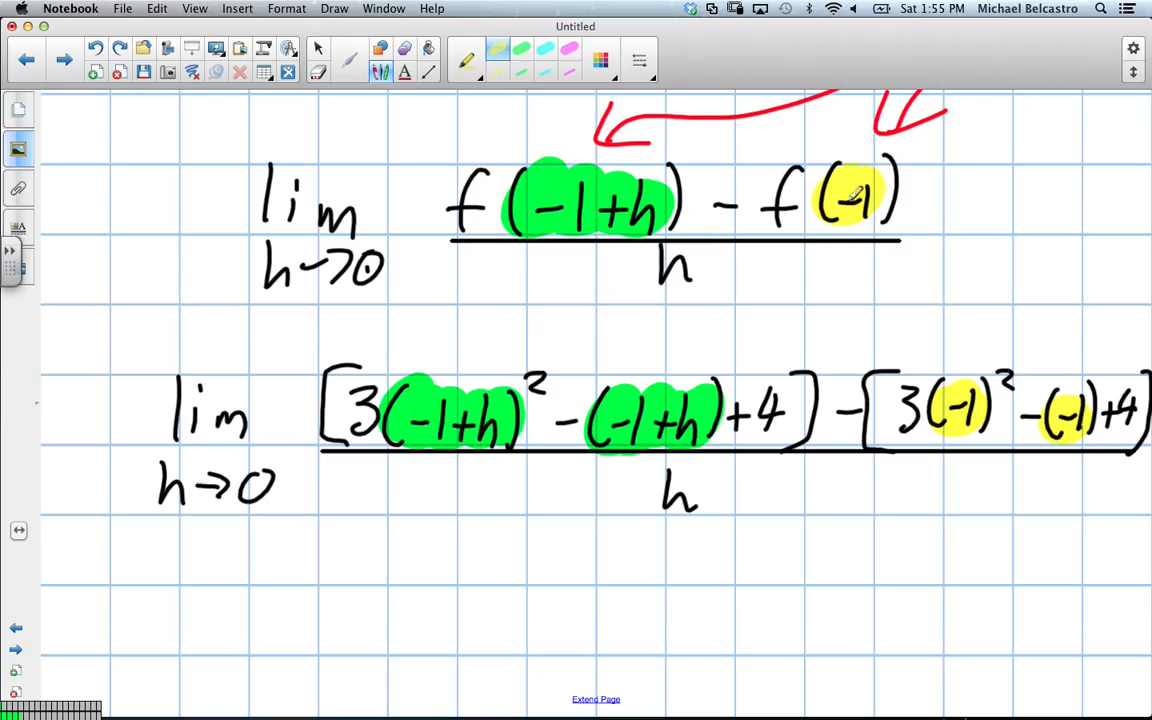 Notebook File Edit View Insert Format Draw Window Help Sat 1:55 PM Michael Belcastro
Untitled
lim f(-1+h) - f(-1)
h→0 h
lim [3(-1+h)² - (-1+h)+4] - [3(-1)² - (-1)+4]
h→0 h
Extend Page